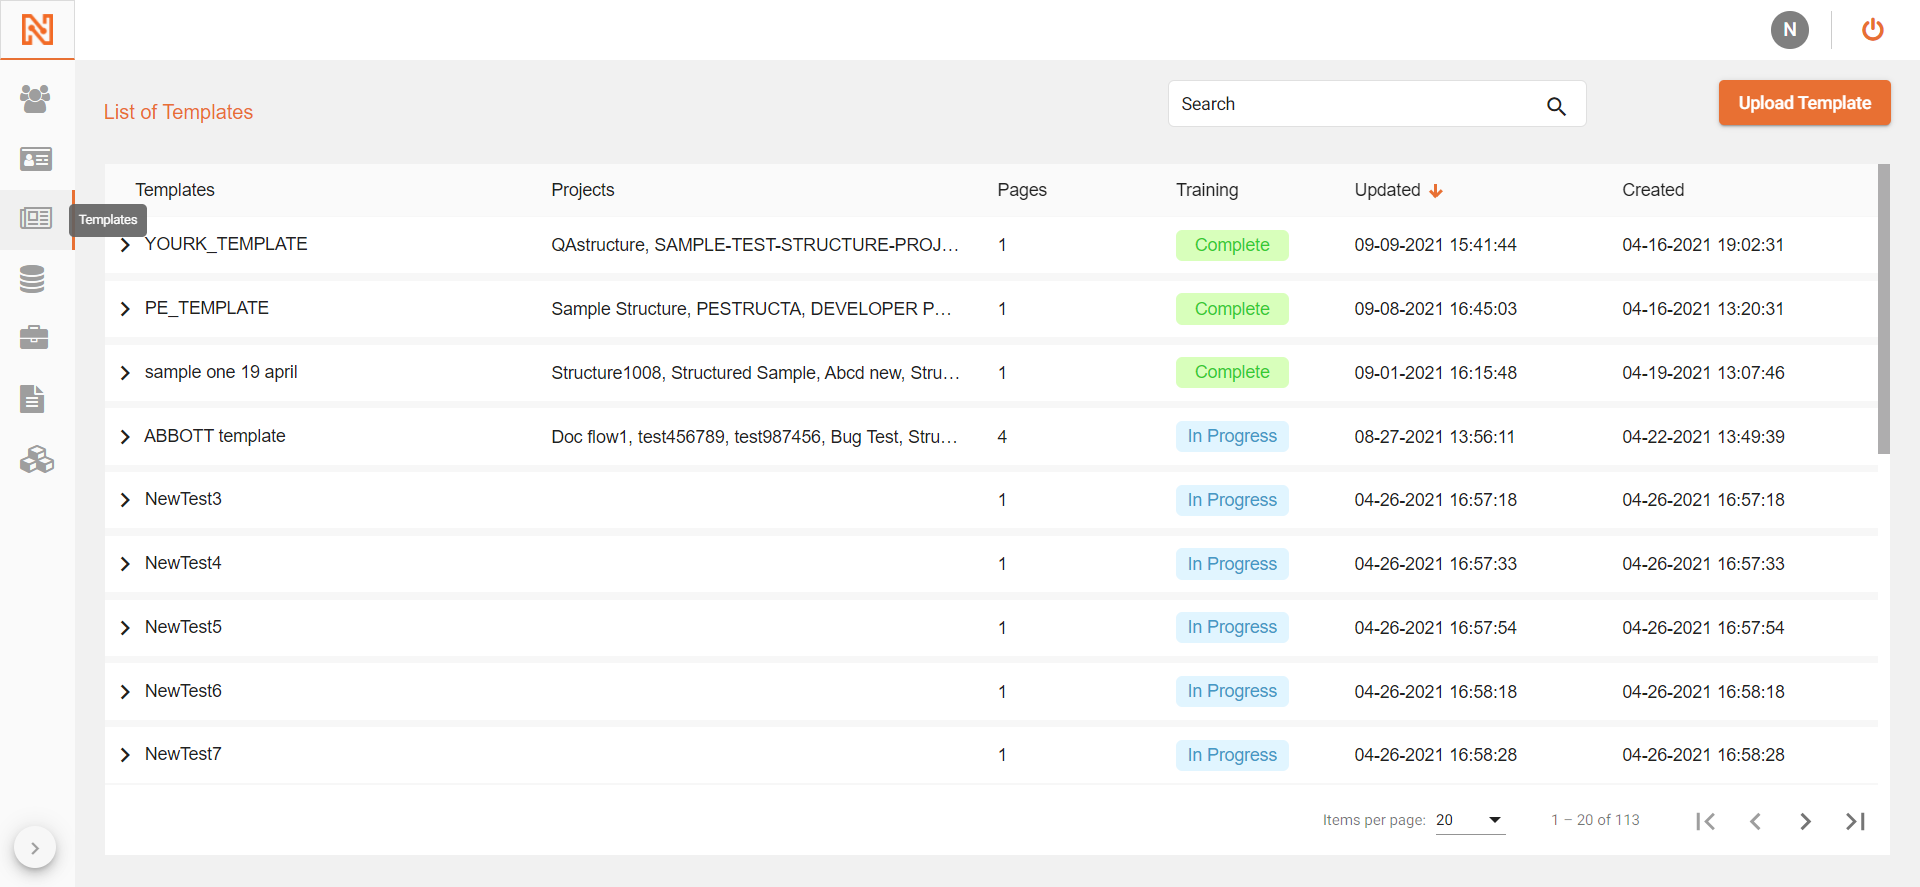 N
List of Templates
Search
Upload Template
Templates Projects Pages Training Updated Created
Templates
YOURK_TEMPLATE QAstructure, SAMPLE-TEST-STRUCTURE-PROJ... 1 Complete 09-09-2021 15:41:44 04-16-2021 19:02:31
PE_TEMPLATE Sample Structure, PESTRUCTA, DEVELOPER P... 1 Complete 09-08-2021 16:45:03 04-16-2021 13:20:31
sample one 19 april Structure1008, Structured Sample, Abcd new, Stru... 1 Complete 09-01-2021 16:15:48 04-19-2021 13:07:46
ABBOTT template Doc flow1, test456789, test987456, Bug Test, Stru... 4 In Progress 08-27-2021 13:56:11 04-22-2021 13:49:39
NewTest3 1 In Progress 04-26-2021 16:57:18 04-26-2021 16:57:18
NewTest4 1 In Progress 04-26-2021 16:57:33 04-26-2021 16:57:33
NewTest5 1 In Progress 04-26-2021 16:57:54 04-26-2021 16:57:54
NewTest6 1 In Progress 04-26-2021 16:58:18 04-26-2021 16:58:18
NewTest7 1 In Progress 04-26-2021 16:58:28 04-26-2021 16:58:28
Items per page: 20 1 – 20 of 113